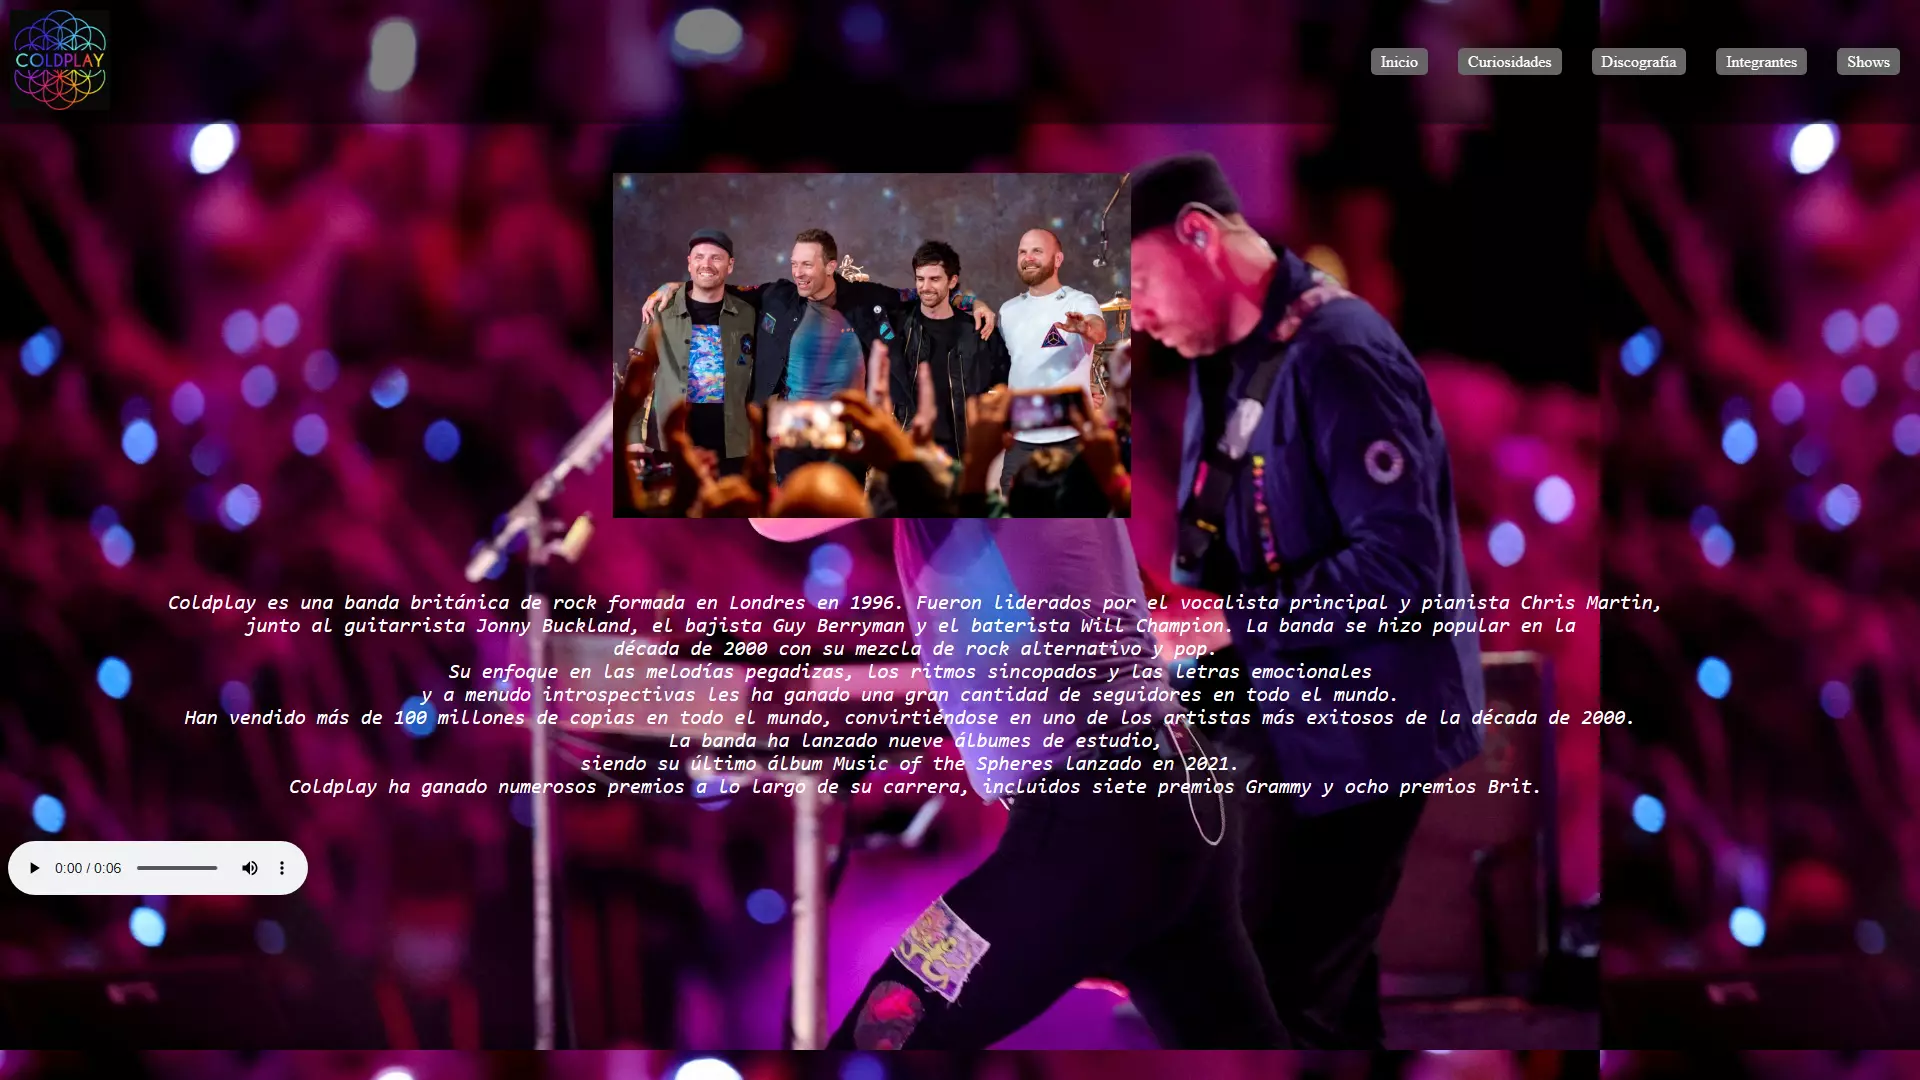 COLDPLAY
Inicio
Curiosidades
Discografia
Integrantes
Shows
Coldplay es una banda británica de rock formada en Londres en 1996. Fueron liderados por el vocalista principal y pianista Chris Martin,
junto al guitarrista Jonny Buckland, el bajista Guy Berryman y el baterista Will Champion. La banda se hizo popular en la
década de 2000 con su mezcla de rock alternativo y pop.
Su enfoque en las melodías pegadizas, los ritmos sincopados y las letras emocionales
y a menudo introspectivas les ha ganado una gran cantidad de seguidores en todo el mundo.
Han vendido más de 100 millones de copias en todo el mundo, convirtiéndose en uno de los artistas más exitosos de la década de 2000.
La banda ha lanzado nueve álbumes de estudio,
siendo su último álbum Music of the Spheres lanzado en 2021.
Coldplay ha ganado numerosos premios a lo largo de su carrera, incluidos siete premios Grammy y ocho premios Brit.
0:00 / 0:06